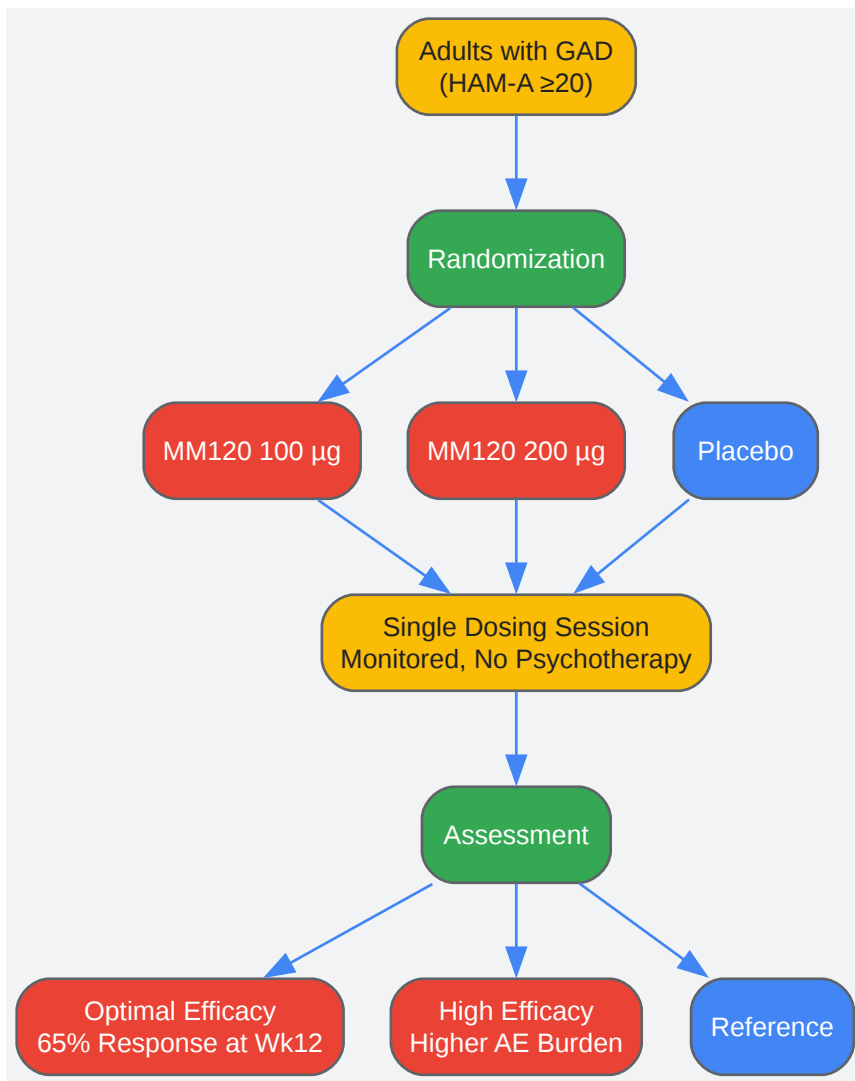 Adults with GAD
(HAM-A ≥20)
Randomization
MM120 100 µg
MM120 200 µg
Placebo
Single Dosing Session
Monitored, No Psychotherapy
Assessment
Optimal Efficacy
65% Response at Wk12
High Efficacy
Higher AE Burden
Reference